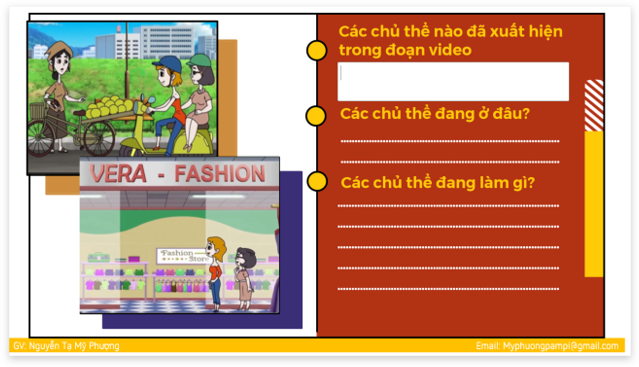 Các chủ thể nào đã xuất hiện
trong đoạn video
Các chủ thể đang ở đâu?
Các chủ thể đang làm gì?
VERA - FASHION
Fashion
Store
GV: Nguyễn Tạ Mỹ Phượng
Email: Myphuongpampi@gmail.com